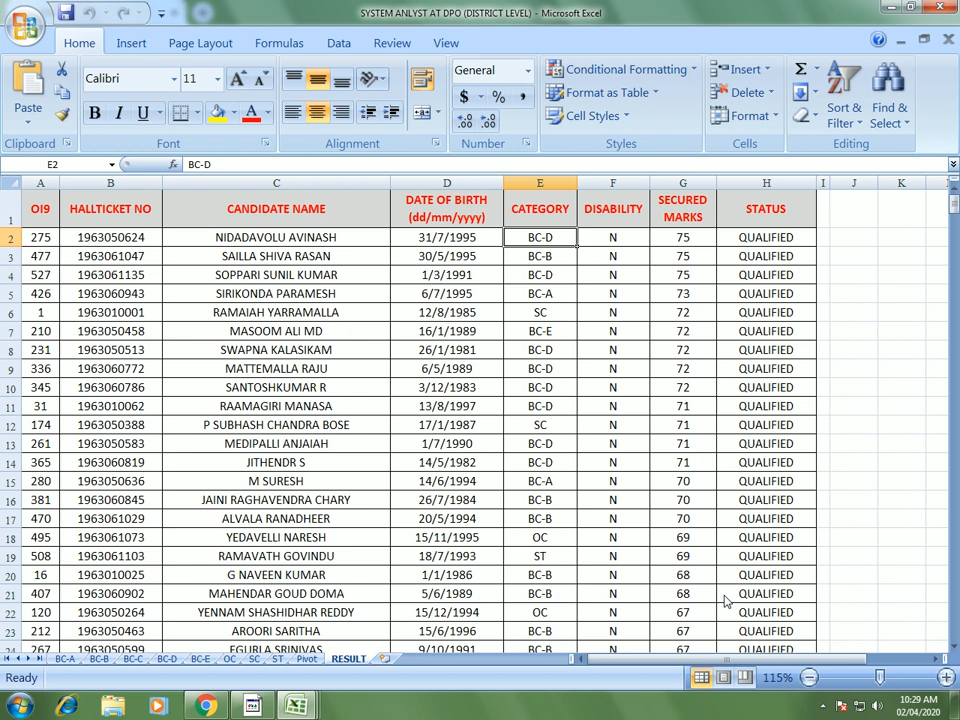 SYSTEM ANLYST AT DPO (DISTRICT LEVEL) - Microsoft Excel
Home Insert Page Layout Formulas Data Review View
Calibri 11 General Conditional Formatting Insert Σ
Paste Format as Table Delete Sort & Filter Find & Select
B I U A $ % , Cell Styles Format
Clipboard Font Alignment Number Styles Cells Editing
E2 fx BC-D
A B C D E F G H I J K
1 OI9 HALLTICKET NO CANDIDATE NAME DATE OF BIRTH (dd/mm/yyyy) CATEGORY DISABILITY SECURED MARKS STATUS
2 275 1963050624 NIDADAVOLU AVINASH 31/7/1995 BC-D N 75 QUALIFIED
3 477 1963061047 SAILLA SHIVA RASAN 30/5/1995 BC-B N 75 QUALIFIED
4 527 1963061135 SOPPARI SUNIL KUMAR 1/3/1991 BC-D N 75 QUALIFIED
5 426 1963060943 SIRIKONDA PARAMESH 6/7/1995 BC-A N 73 QUALIFIED
6 1 1963010001 RAMAIAH YARRAMALLA 12/8/1985 SC N 72 QUALIFIED
7 210 1963050458 MASOOM ALI MD 16/1/1989 BC-E N 72 QUALIFIED
8 231 1963050513 SWAPNA KALASIKAM 26/1/1981 BC-D N 72 QUALIFIED
9 336 1963060772 MATTEMALLA RAJU 6/5/1989 BC-D N 72 QUALIFIED
10 345 1963060786 SANTOSHKUMAR R 3/12/1983 BC-D N 72 QUALIFIED
11 31 1963010062 RAAMAGIRI MANASA 13/8/1997 BC-D N 71 QUALIFIED
12 174 1963050388 P SUBHASH CHANDRA BOSE 17/1/1987 SC N 71 QUALIFIED
13 261 1963050583 MEDIPALLI ANJAIAH 1/7/1990 BC-D N 71 QUALIFIED
14 365 1963060819 JITHENDR S 14/5/1982 BC-D N 71 QUALIFIED
15 280 1963050636 M SURESH 14/6/1994 BC-A N 70 QUALIFIED
16 381 1963060845 JAINI RAGHAVENDRA CHARY 26/7/1984 BC-B N 70 QUALIFIED
17 470 1963061029 ALVALA RANADHEER 20/5/1994 BC-B N 70 QUALIFIED
18 495 1963061073 YEDAVELLI NARESH 15/11/1995 OC N 69 QUALIFIED
19 508 1963061103 RAMAVATH GOVINDU 18/7/1993 ST N 69 QUALIFIED
20 16 1963010025 G NAVEEN KUMAR 1/1/1986 BC-B N 68 QUALIFIED
21 407 1963060902 MAHENDAR GOUD DOMA 5/6/1989 BC-B N 68 QUALIFIED
22 120 1963050264 YENNAM SHASHIDHAR REDDY 15/12/1994 OC N 67 QUALIFIED
23 212 1963050463 AROORI SARITHA 15/6/1996 BC-B N 67 QUALIFIED
24 267 1963050599 EGURLA SRINIVAS 9/10/1991 BC-B N 67 QUALIFIED
BC-A BC-B BC-C BC-D BC-E OC SC ST Pivot RESULT
Ready 115%
10:29 AM
02/04/2020